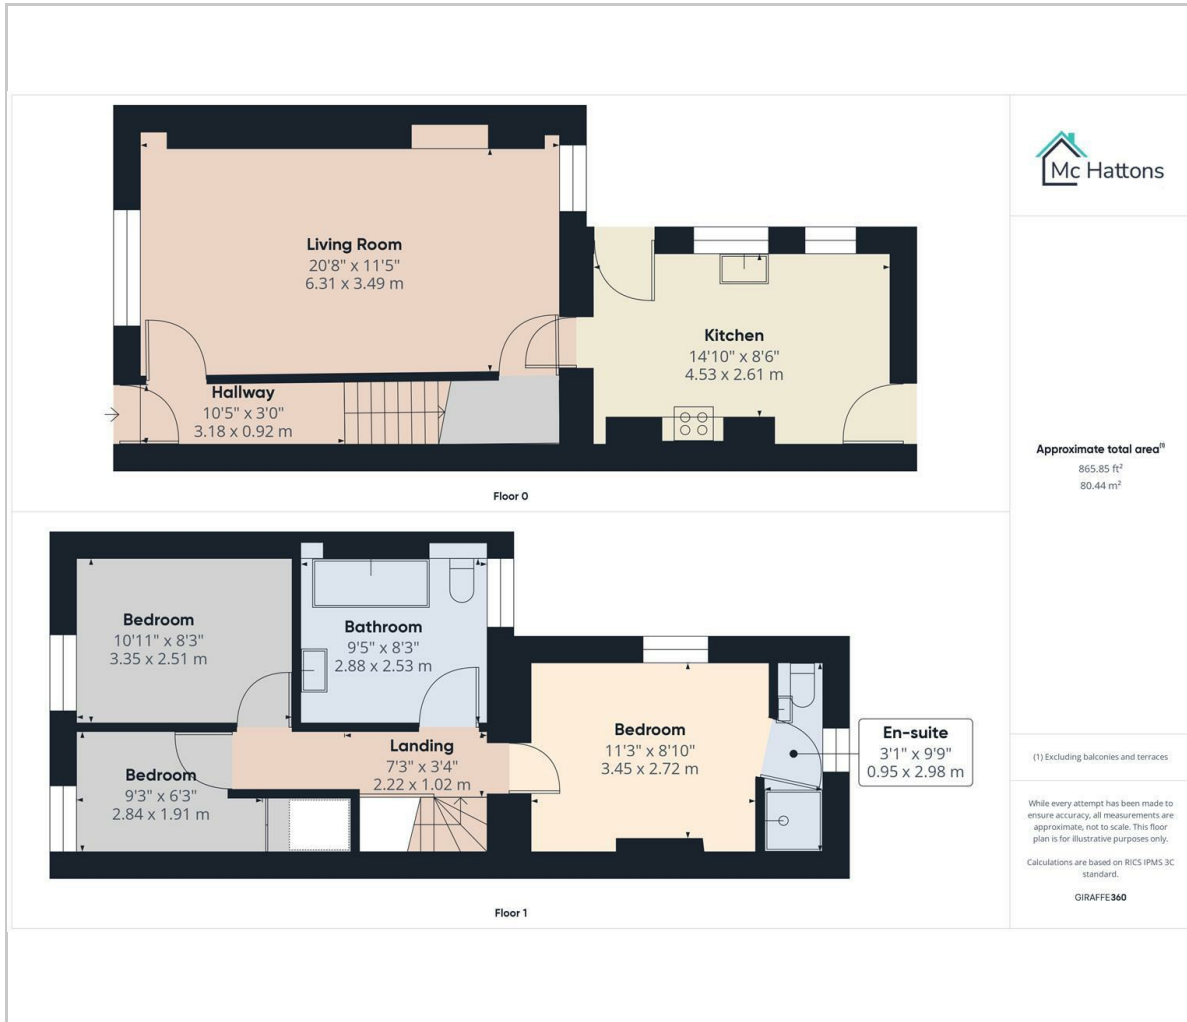 Living Room
20'8" x 11'5"
6.31 x 3.49 m
Kitchen
14'10" x 8'6"
4.53 x 2.61 m
Hallway
10'5" x 3'0"
3.18 x 0.92 m
Floor 0
Bedroom
10'11" x 8'3"
3.35 x 2.51 m
Bathroom
9'5" x 8'3"
2.88 x 2.53 m
Bedroom
9'3" x 6'3"
2.84 x 1.91 m
Landing
7'3" x 3'4"
2.22 x 1.02 m
Bedroom
11'3" x 8'10"
3.45 x 2.72 m
En-suite
3'1" x 9'9"
0.95 x 2.98 m
Floor 1
Mc Hattons
Approximate total area⁽¹⁾
865.85 ft²
80.44 m²
(1) Excluding balconies and terraces
While every attempt has been made to
ensure accuracy, all measurements are
approximate, not to scale. This floor
plan is for illustrative purposes only.
Calculations are based on RICS IPMS 3C
standard.
GIRAFFE360